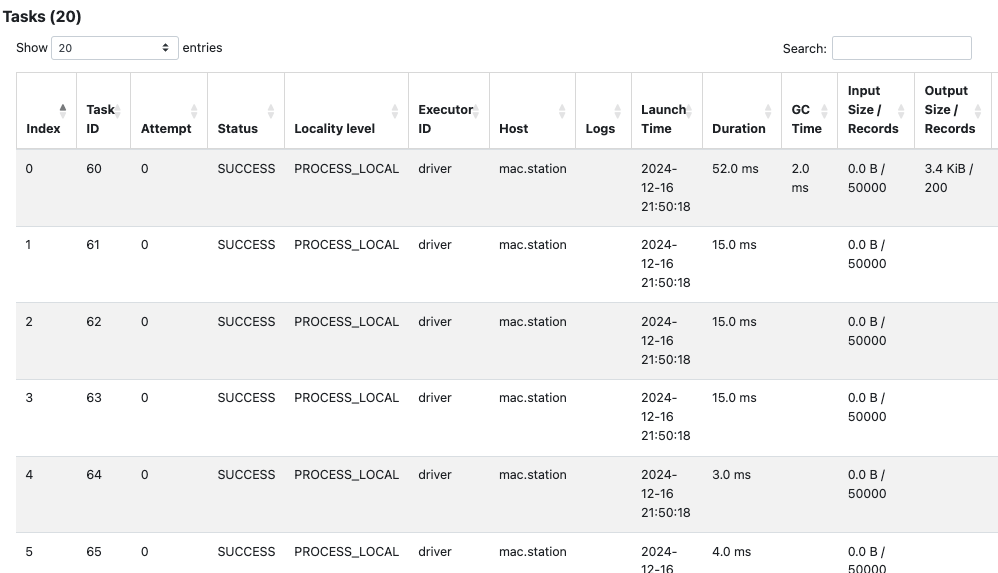 Tasks (20)
Show 20 entries
Search:
Index Task ID Attempt Status Locality level Executor ID Host Logs Launch Time Duration GC Time Input Size / Records Output Size / Records
0 60 0 SUCCESS PROCESS_LOCAL driver mac.station 2024-12-16 21:50:18 52.0 ms 2.0 ms 0.0 B / 50000 3.4 KiB / 200
1 61 0 SUCCESS PROCESS_LOCAL driver mac.station 2024-12-16 21:50:18 15.0 ms 0.0 B / 50000
2 62 0 SUCCESS PROCESS_LOCAL driver mac.station 2024-12-16 21:50:18 15.0 ms 0.0 B / 50000
3 63 0 SUCCESS PROCESS_LOCAL driver mac.station 2024-12-16 21:50:18 15.0 ms 0.0 B / 50000
4 64 0 SUCCESS PROCESS_LOCAL driver mac.station 2024-12-16 21:50:18 3.0 ms 0.0 B / 50000
5 65 0 SUCCESS PROCESS_LOCAL driver mac.station 2024-12-16 4.0 ms 0.0 B / 50000